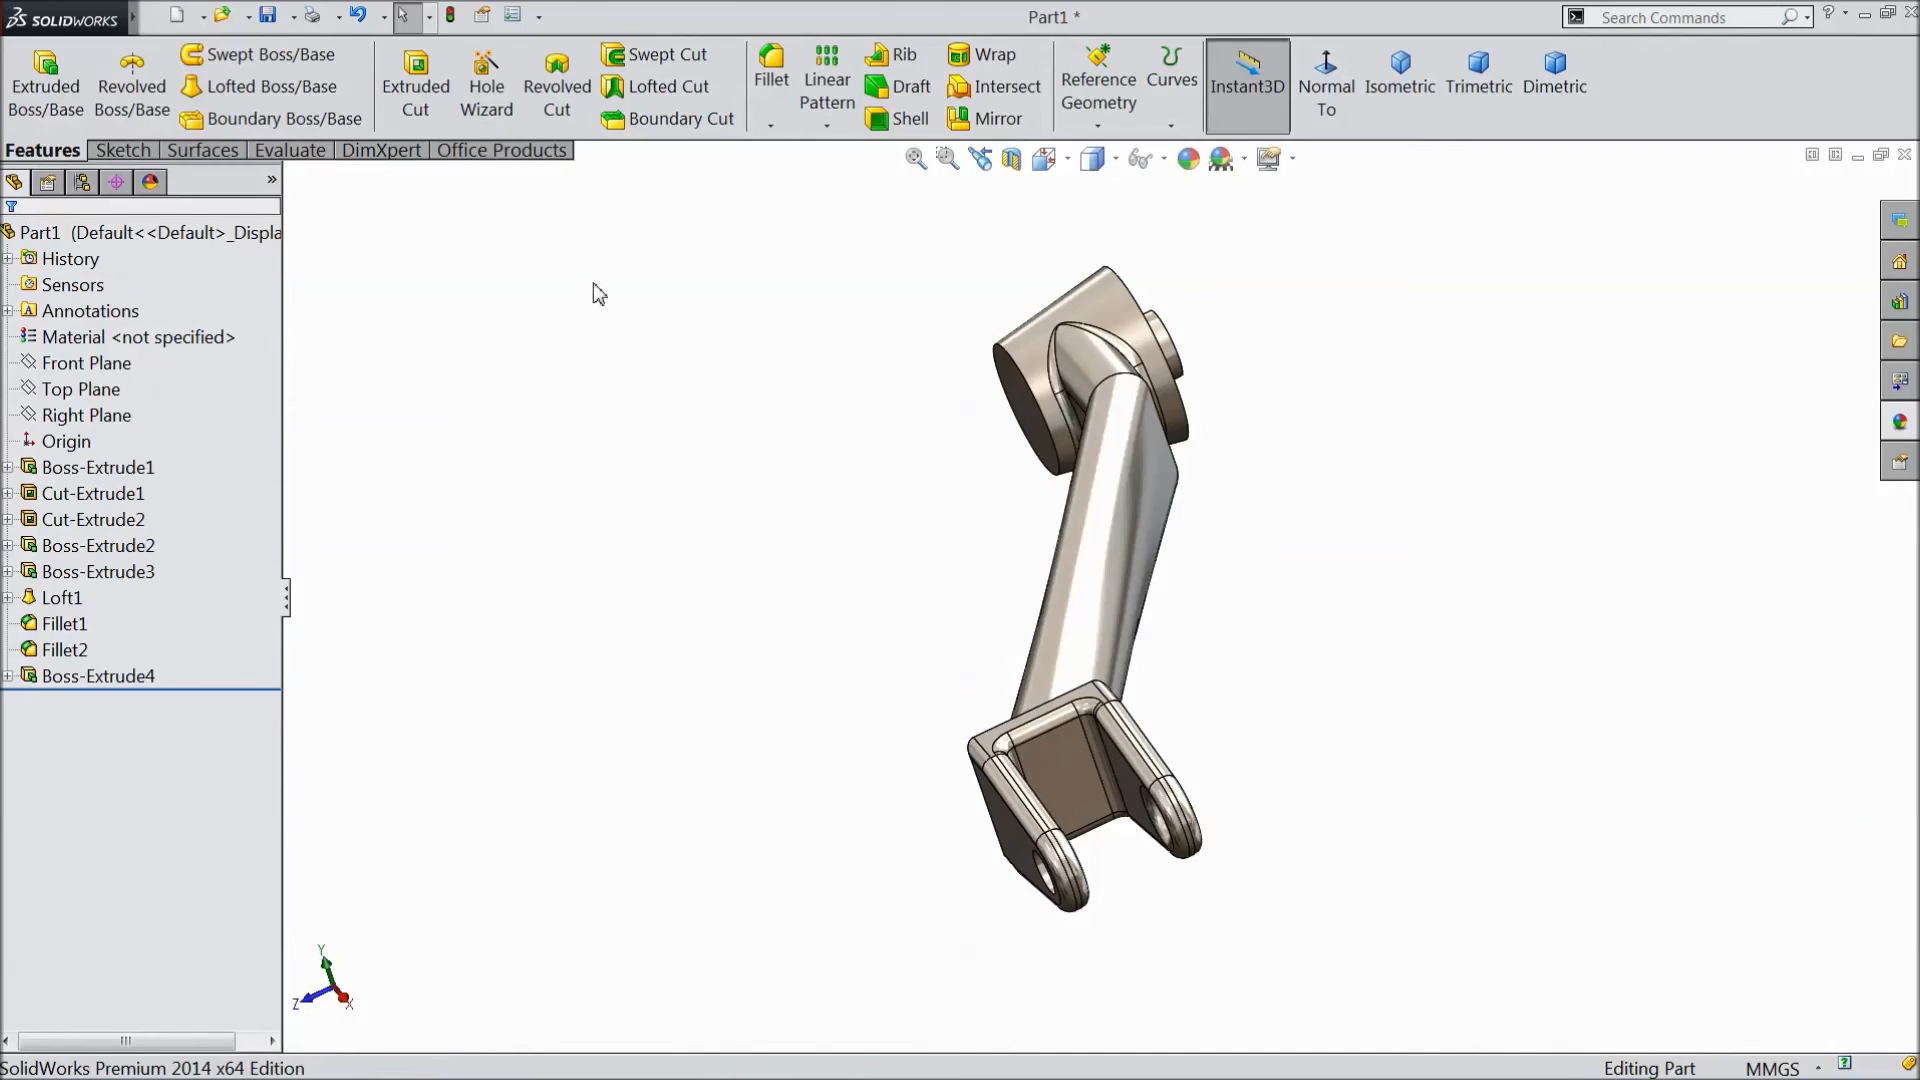 SOLIDWORKS
Part1 *
Search Commands
Extruded Boss/Base
Revolved Boss/Base
Swept Boss/Base
Lofted Boss/Base
Boundary Boss/Base
Extruded Cut
Hole Wizard
Revolved Cut
Swept Cut
Lofted Cut
Boundary Cut
Fillet
Linear Pattern
Rib
Draft
Shell
Wrap
Intersect
Mirror
Reference Geometry
Curves
Instant3D
Normal To
Isometric
Trimetric
Dimetric
Features
Sketch
Surfaces
Evaluate
DimXpert
Office Products
Part1 (Default<<Default>_Displa
History
Sensors
Annotations
Material <not specified>
Front Plane
Top Plane
Right Plane
Origin
Boss-Extrude1
Cut-Extrude1
Cut-Extrude2
Boss-Extrude2
Boss-Extrude3
Loft1
Fillet1
Fillet2
Boss-Extrude4
Y
Z
X
SolidWorks Premium 2014 x64 Edition
Editing Part
MMGS